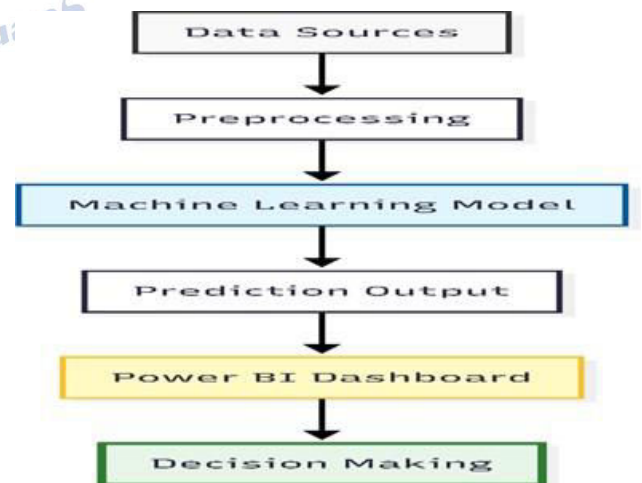 Data Sources
Preprocessing
Machine Learning Model
Prediction Output
Power BI Dashboard
Decision Making